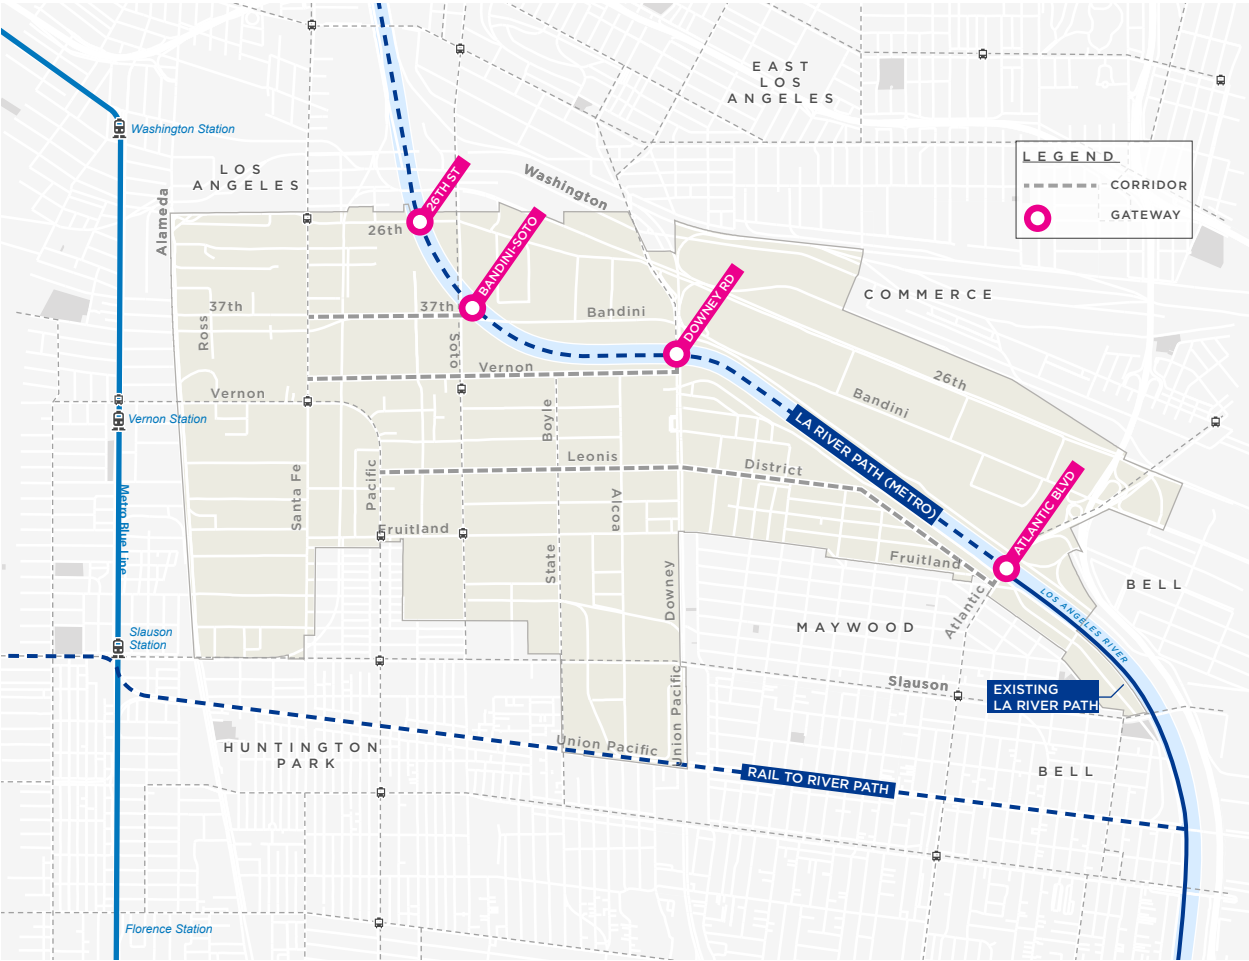 EAST
LOS
ANGELES
Washington Station
LOS
ANGELES
Washington
LEGEND
CORRIDOR
GATEWAY
Alameda
26TH ST
26th
BANDINI-SOTO
DOWNEY RD
COMMERCE
37th
37th
Bandini
Ross
Soto
Vernon
26th
Bandini
Vernon
Vernon Station
Boyle
LA RIVER PATH (METRO)
Leonis
District
ATLANTIC BLVD
Santa Fe
Pacific
Alcoa
Metro Blue Line
Fruitland
Fruitland
State
Downey
BELL
Atlantic
LOS ANGELES RIVER
MAYWOOD
Slauson
Station
Slauson
EXISTING
LA RIVER PATH
Union Pacific
Union Pacific
HUNTINGTON
PARK
BELL
RAIL TO RIVER PATH
Florence Station